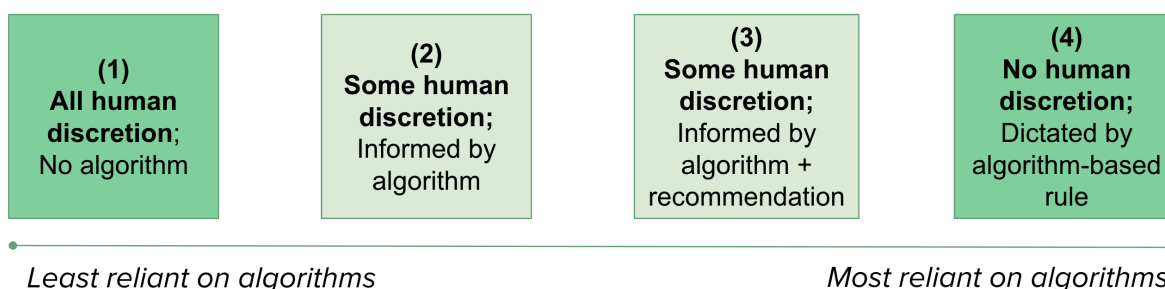 (1)
All human
discretion;
No algorithm
(2)
Some human
discretion;
Informed by
algorithm
(3)
Some human
discretion;
Informed by
algorithm +
recommendation
(4)
No human
discretion;
Dictated by
algorithm-based
rule
Least reliant on algorithms
Most reliant on algorithms